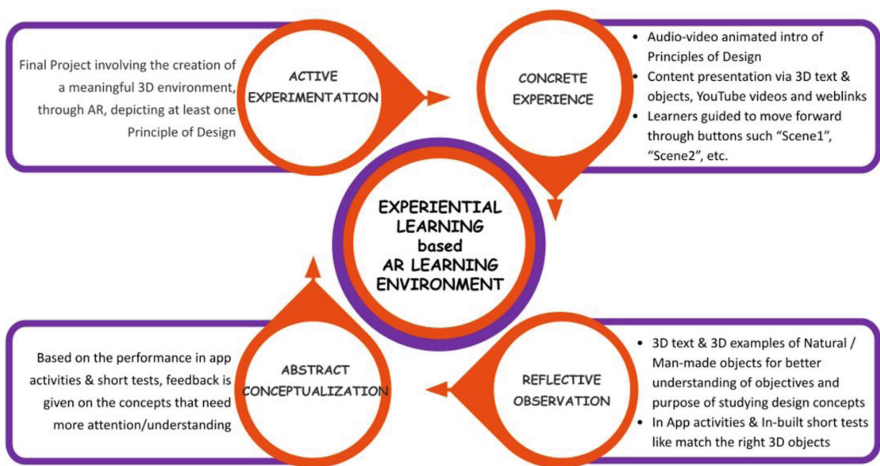 Final Project involving the creation of
a meaningful 3D environment,
through AR, depicting at least one
Principle of Design
ACTIVE
EXPERIMENTATION
CONCRETE
EXPERIENCE
• Audio-video animated intro of
Principles of Design
• Content presentation via 3D text &
objects, YouTube videos and weblinks
• Learners guided to move forward
through buttons such “Scene1”,
“Scene2”, etc.
EXPERIENTIAL
LEARNING
based
AR LEARNING
ENVIRONMENT
Based on the performance in app
activities & short tests, feedback is
given on the concepts that need
more attention/understanding
ABSTRACT
CONCEPTUALIZATION
REFLECTIVE
OBSERVATION
• 3D text & 3D examples of Natural /
Man-made objects for better
understanding of objectives and
purpose of studying design concepts
• In App activities & In-built short tests
like match the right 3D objects